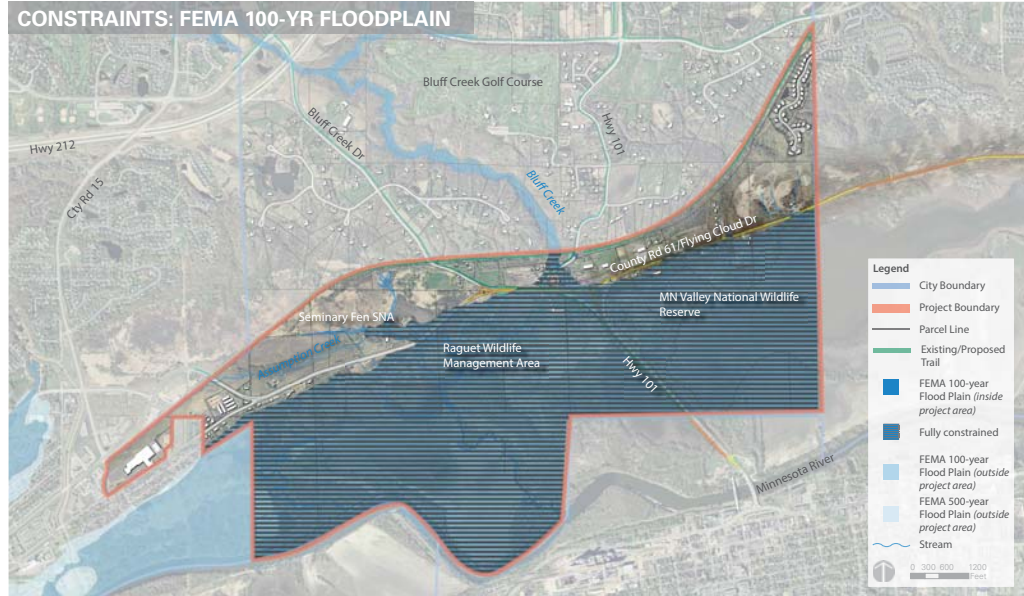 CONSTRAINTS: FEMA 100-YR FLOODPLAIN
Bluff Creek Golf Course
Hwy 212
Bluff Creek Dr
Hwy 101
Cty Rd 15
Bluff Creek
County Rd 61/Flying Cloud Dr
MN Valley National Wildlife
Reserve
Seminary Fen SNA
Assumption Creek
Raguet Wildlife
Management Area
Hwy 101
Minnesota River
Legend
City Boundary
Project Boundary
Parcel Line
Existing/Proposed
Trail
FEMA 100-year
Flood Plain (inside
project area)
Fully constrained
FEMA 100-year
Flood Plain (outside
project area)
FEMA 500-year
Flood Plain (outside
project area)
Stream
0 300 600 1200
Feet